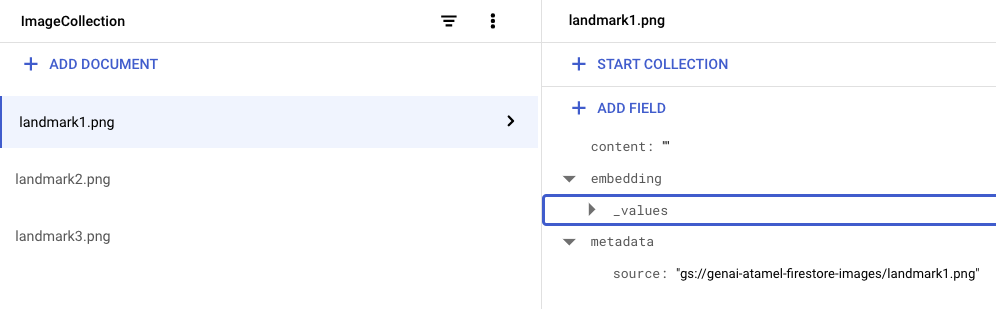 ImageCollection
ADD DOCUMENT
landmark1.png
landmark2.png
landmark3.png
landmark1.png
START COLLECTION
ADD FIELD
content: ""
embedding
_values
metadata
source: "gs://genai-atamel-firestore-images/landmark1.png"